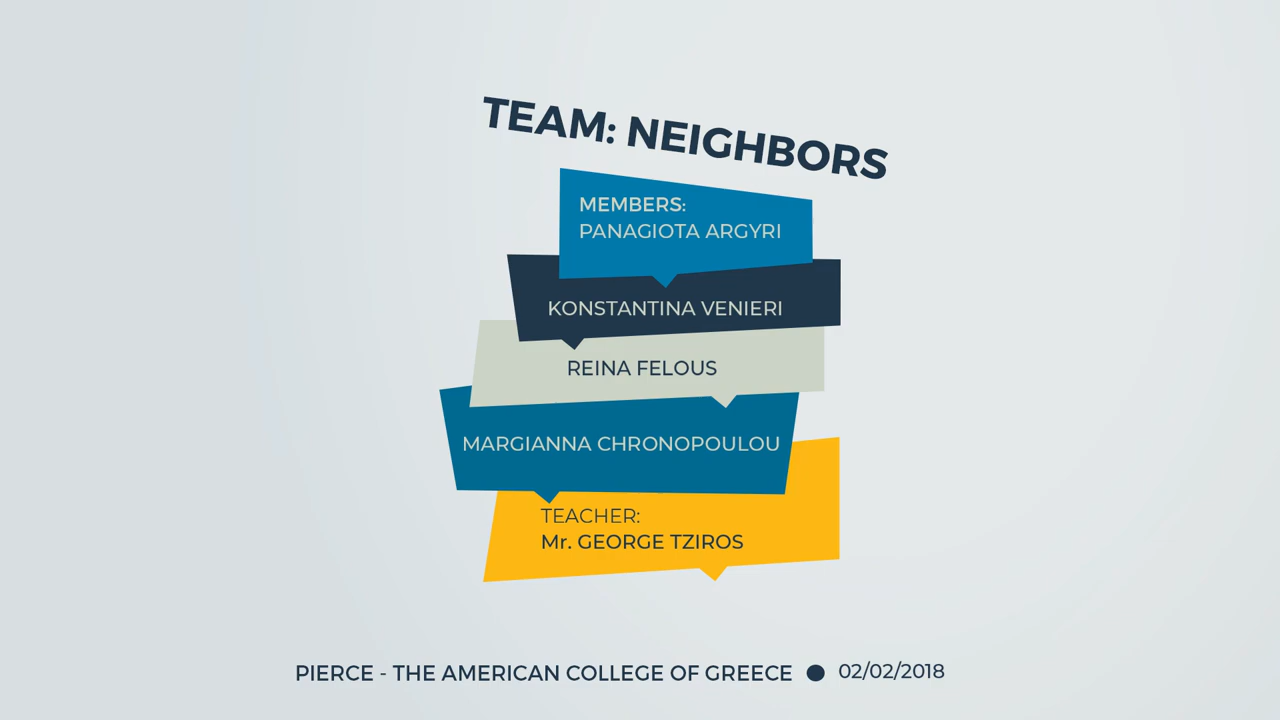 TEAM: NEIGHBORS
MEMBERS:
PANAGIOTA ARGYRI
KONSTANTINA VENIERI
REINA FELOUS
MARGIANNA CHRONOPOULOU
TEACHER:
Mr. GEORGE TZIROS
PIERCE - THE AMERICAN COLLEGE OF GREECE ● 02/02/2018